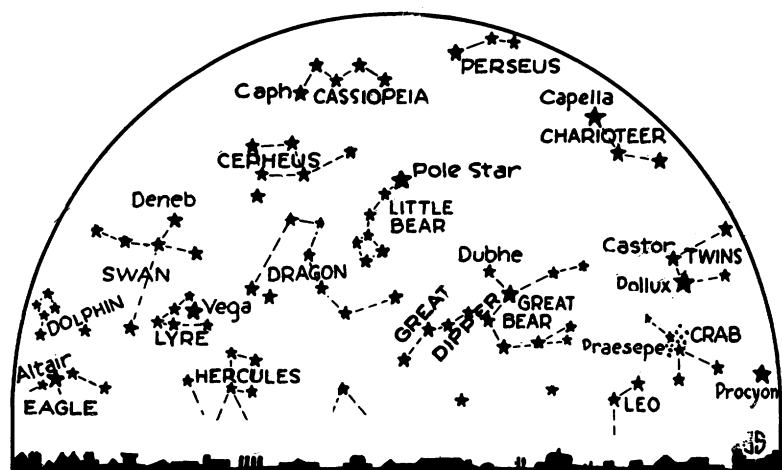 PERSEUS
Caph
CASSIOPEIA
Capella
CHARIOTEER
CEPHEUS
Pole Star
Deneb
LITTLE
BEAR
Castor
TWINS
Dubhe
SWAN
DRAGON
Dollux
GREAT
DIPPER
GREAT
BEAR
DOLPHIN
Vega
LYRE
CRAB
Draesepe
Altair
HERCULES
EAGLE
LEO
Procyon